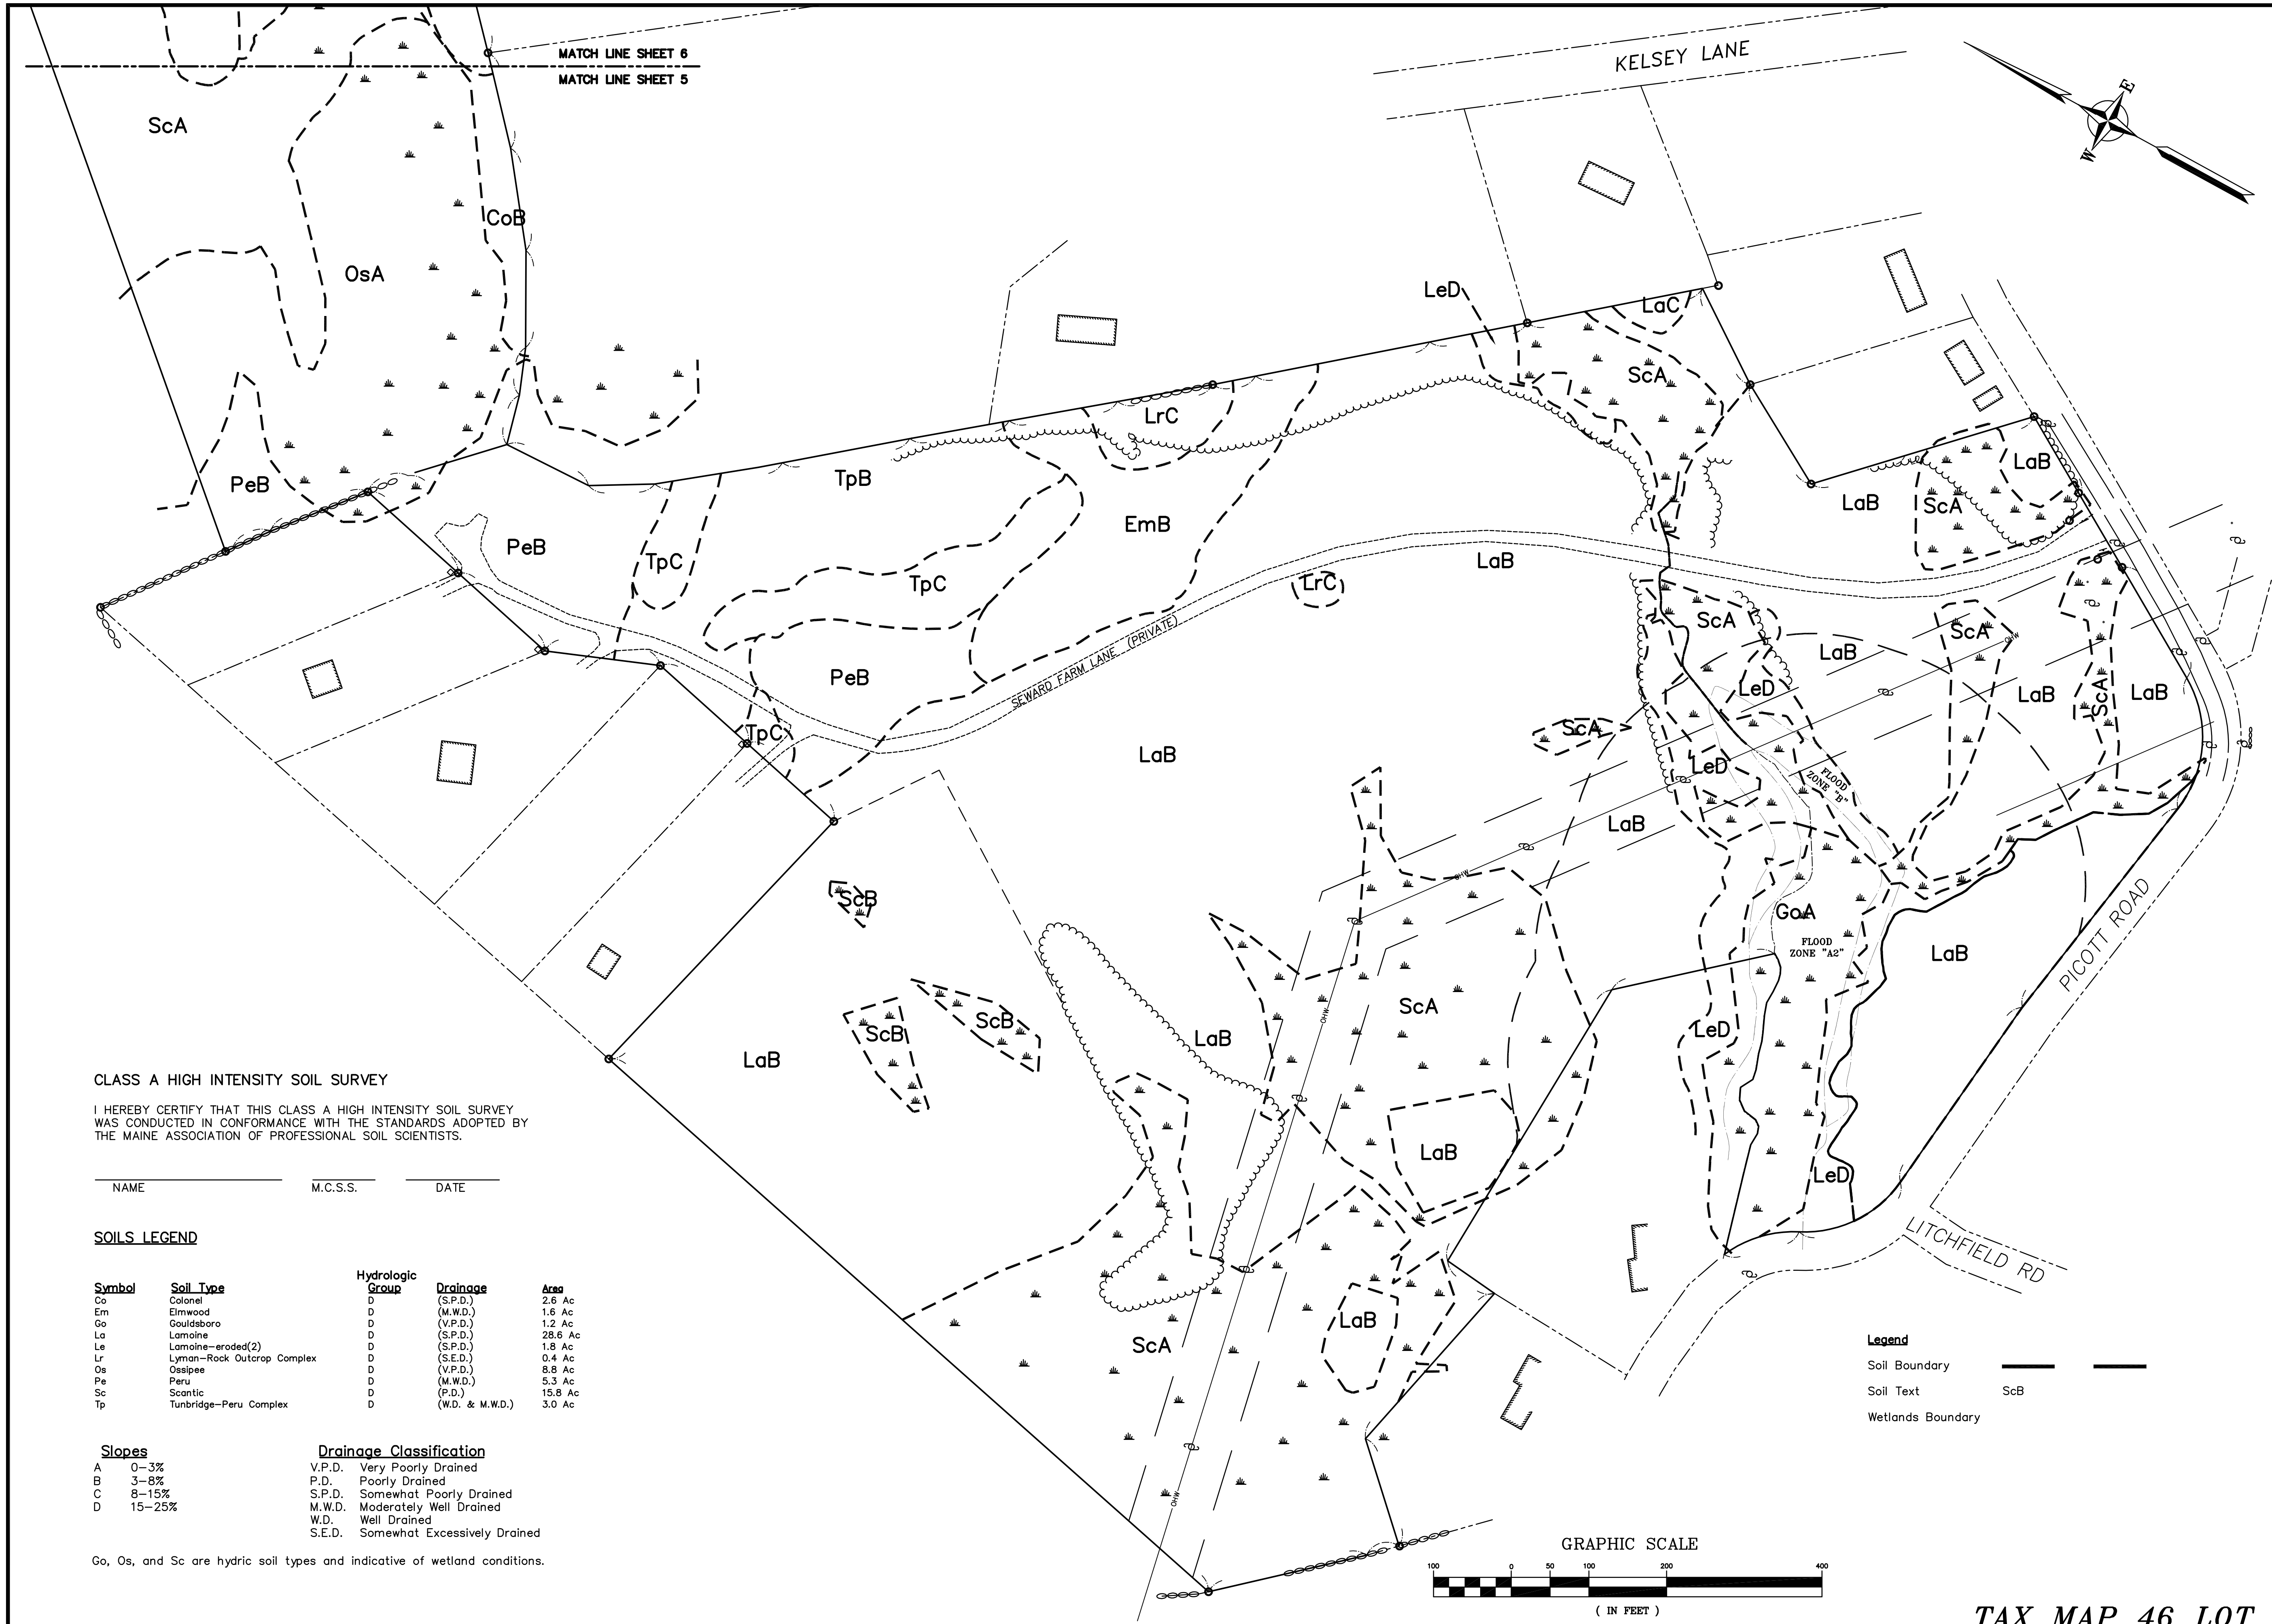 MATCH LINE SHEET 6
MATCH LINE SHEET 5
KELSEY LANE
E
W
ScA
CoB
OsA
PeB
LeD
LaC
ScA
LrC
TpB
EmB
LaB
ScA
LaB
PeB
TpC
TpC
LrC
LaB
SEWARD FARM LANE (PRIVATE)
PeB
TpC
ScA
LaB
ScA
OHW
LeD
LaB
ScA
LaB
ScA
LeD
FLOOD
ZONE "B"
LaB
LaB
OHW
ScB
GoA
FLOOD
ZONE "A2"
LaB
PICOTT ROAD
ScB
ScB
ScA
OHW
LaB
LeD
LaB
LaB
LeD
LITCHFIELD RD
LaB
ScA
OHW
CLASS A HIGH INTENSITY SOIL SURVEY
I HEREBY CERTIFY THAT THIS CLASS A HIGH INTENSITY SOIL SURVEY
WAS CONDUCTED IN CONFORMANCE WITH THE STANDARDS ADOPTED BY
THE MAINE ASSOCIATION OF PROFESSIONAL SOIL SCIENTISTS.
NAME M.C.S.S. DATE
SOILS LEGEND
Symbol Soil Type Hydrologic Group Drainage Area
Co Colonel D (S.P.D.) 2.6 Ac
Em Elmwood D (M.W.D.) 1.6 Ac
Go Gouldsboro D (V.P.D.) 1.2 Ac
La Lamoine D (S.P.D.) 28.6 Ac
Le Lamoine-eroded(2) D (S.P.D.) 1.8 Ac
Lr Lyman-Rock Outcrop Complex D (S.E.D.) 0.4 Ac
Os Ossipee D (V.P.D.) 8.8 Ac
Pe Peru D (M.W.D.) 5.3 Ac
Sc Scantic D (P.D.) 15.8 Ac
Tp Tunbridge-Peru Complex D (W.D. & M.W.D.) 3.0 Ac
Slopes
A 0-3%
B 3-8%
C 8-15%
D 15-25%
Drainage Classification
V.P.D. Very Poorly Drained
P.D. Poorly Drained
S.P.D. Somewhat Poorly Drained
M.W.D. Moderately Well Drained
W.D. Well Drained
S.E.D. Somewhat Excessively Drained
Go, Os, and Sc are hydric soil types and indicative of wetland conditions.
Legend
Soil Boundary
Soil Text ScB
Wetlands Boundary
GRAPHIC SCALE
100 0 50 100 200 400
( IN FEET )
TAX MAP 46 LOT